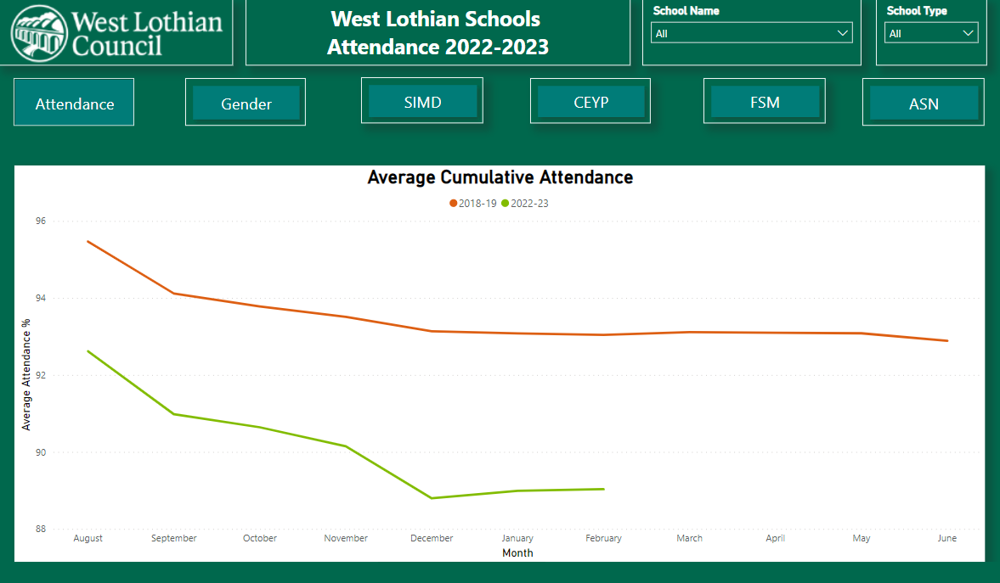 West Lothian
Council
West Lothian Schools
Attendance 2022-2023
School Name
All
School Type
All
Attendance
Gender
SIMD
CEYP
FSM
ASN
Average Cumulative Attendance
2018-19 2022-23
96
94
92
90
88
Average Attendance %
August September October November December January February March April May June
Month